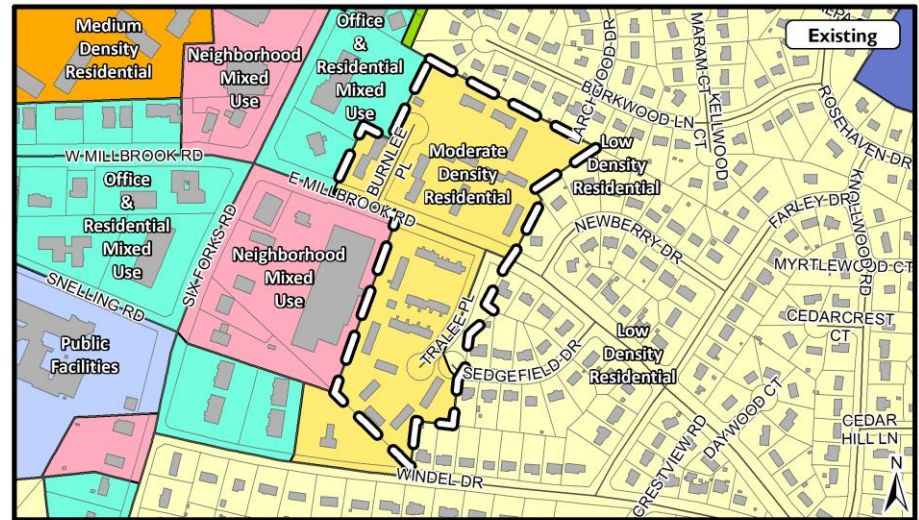 Existing
Medium
Density
Residential
Neighborhood
Mixed
Use
Office
&
Residential
Mixed
Use
BURKWOOD LN
MARAM CT
KELLWOOD
CT
ROSEHAVEN DR
W MILLBROOK RD
BURNLEE
PL
Moderate
Density
Residential
Low
Density
Residential
Office
&
Residential
Mixed
Use
E MILLBROOK RD
SIX FORKS RD
Neighborhood
Mixed
Use
NEWBERRY DR
FARLEY DR
KNOLLWOOD RD
MYRTLEWOOD CT
SNELLING RD
Public
Facilities
TRALEE PL
SEDGEFIELD DR
Low
Density
Residential
CEDARCREST
CT
DAYWOOD CT
CRESTVIEW RD
CEDAR
HILL LN
WINDEL DR
N